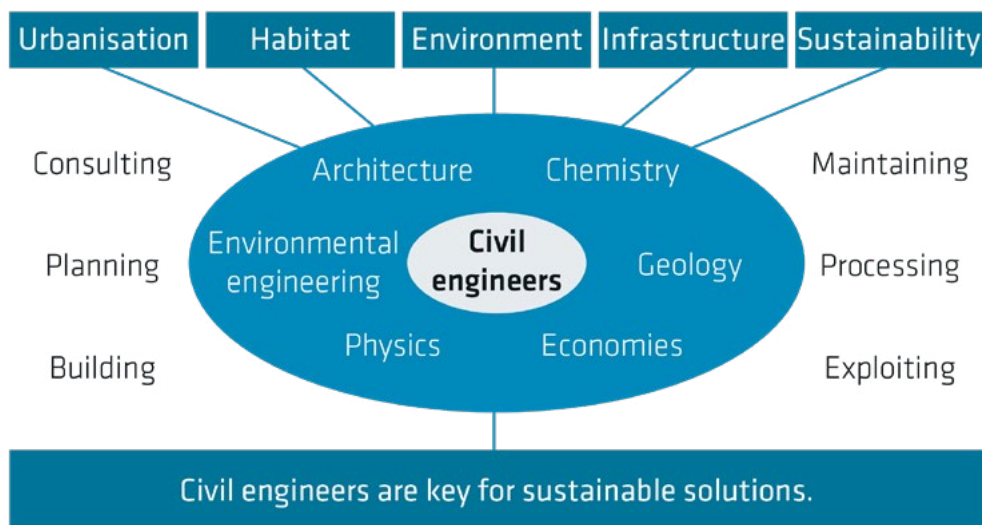 Urbanisation
Habitat
Environment
Infrastructure
Sustainability
Consulting
Architecture
Chemistry
Maintaining
Planning
Environmental
engineering
Civil
engineers
Geology
Processing
Building
Physics
Economies
Exploiting
Civil engineers are key for sustainable solutions.